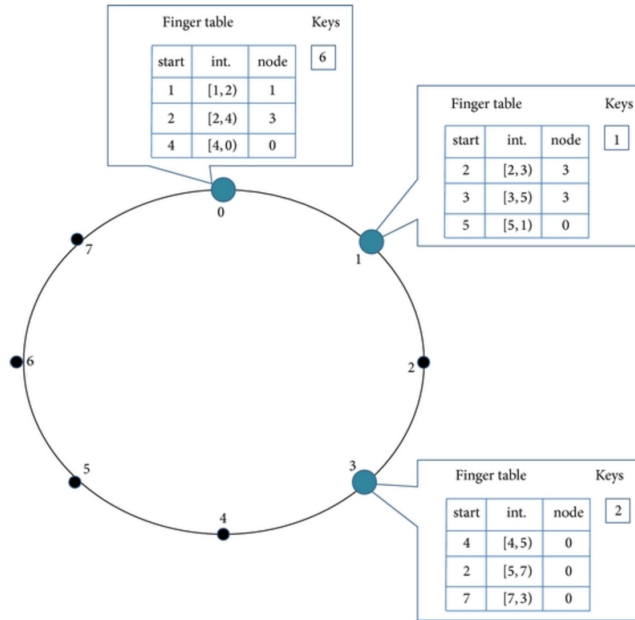 Finger table Keys
6
start int. node
1 [1, 2) 1
2 [2, 4) 3
4 [4, 0) 0
Finger table Keys
1
start int. node
2 [2, 3) 3
3 [3, 5) 3
5 [5, 1) 0
0
7
1
6
2
5
3
4
Finger table Keys
2
start int. node
4 [4, 5) 0
2 [5, 7) 0
7 [7, 3) 0